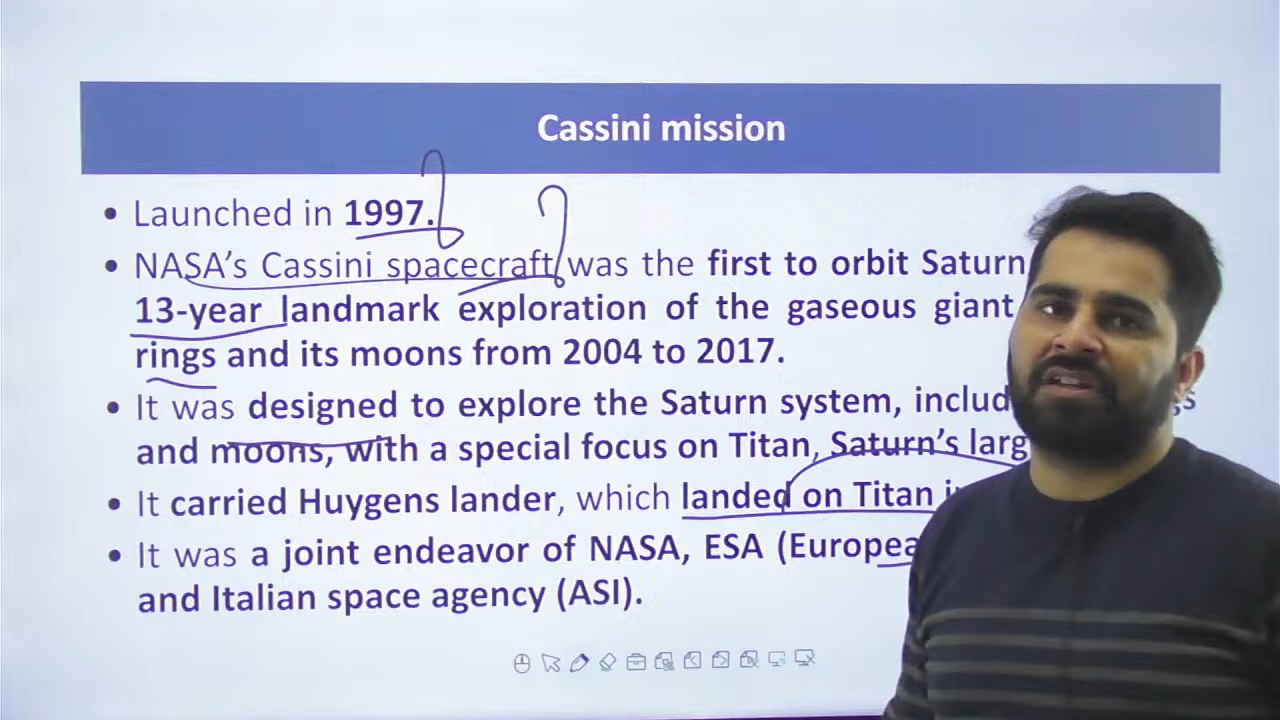 Cassini mission
• Launched in 1997.
• NASA's Cassini spacecraft was the first to orbit Saturn
13-year landmark exploration of the gaseous giant
rings and its moons from 2004 to 2017.
• It was designed to explore the Saturn system,
and moons, with a special focus on Titan, Saturn's
• It carried Huygens lander, which landed on Titan
• It was a joint endeavor of NASA, ESA
and Italian space agency (ASI).